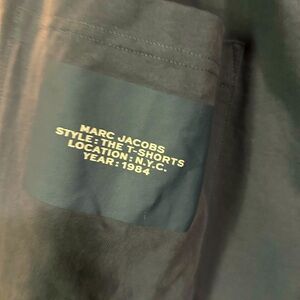 MARC JACOBS
STYLE: THE T-SHORTS
LOCATION: N.Y.C.
YEAR: 1984